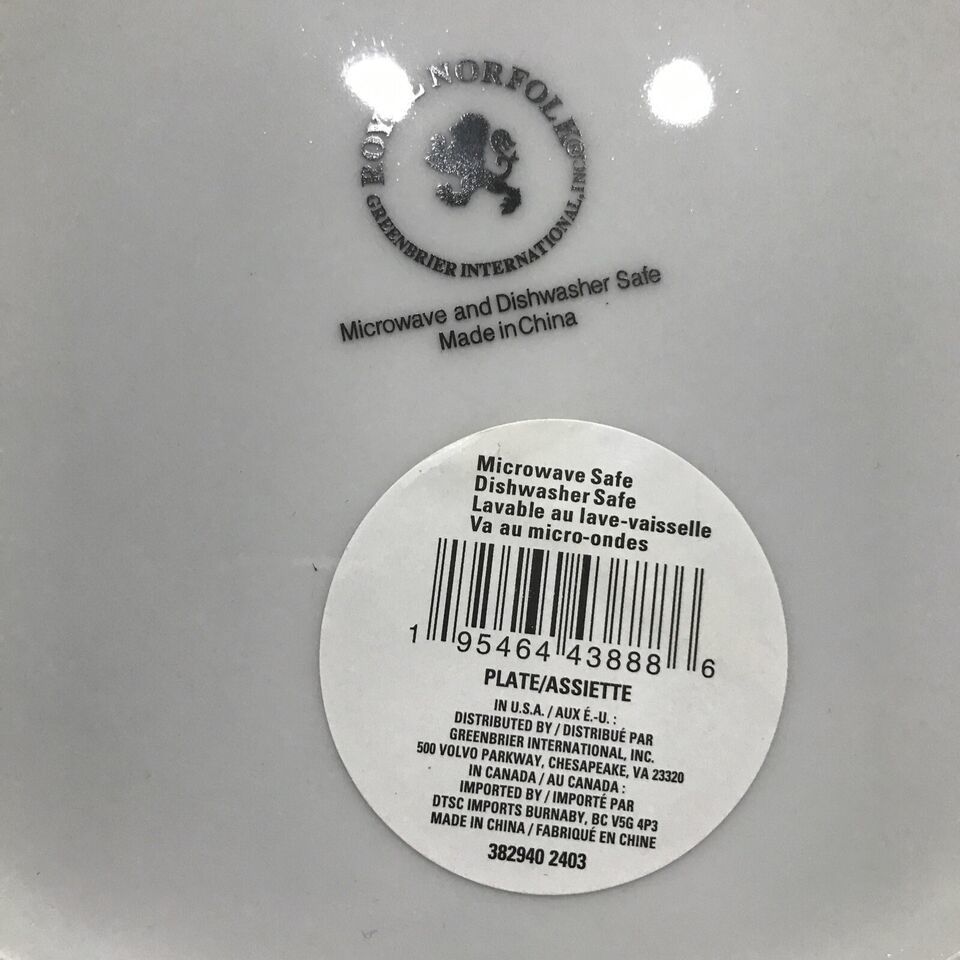 ROYAL NORFOLK®
GREENBRIER INTERNATIONAL, INC.
Microwave and Dishwasher Safe
Made in China
Microwave Safe
Dishwasher Safe
Lavable au lave-vaisselle
Va au micro-ondes
1 95464 43888 6
PLATE/ASSIETTE
IN U.S.A. / AUX É.-U. :
DISTRIBUTED BY / DISTRIBUÉ PAR
GREENBRIER INTERNATIONAL, INC.
500 VOLVO PARKWAY, CHESAPEAKE, VA 23320
IN CANADA / AU CANADA :
IMPORTED BY / IMPORTÉ PAR
DTSC IMPORTS BURNABY, BC V5G 4P3
MADE IN CHINA / FABRIQUÉ EN CHINE
382940 2403